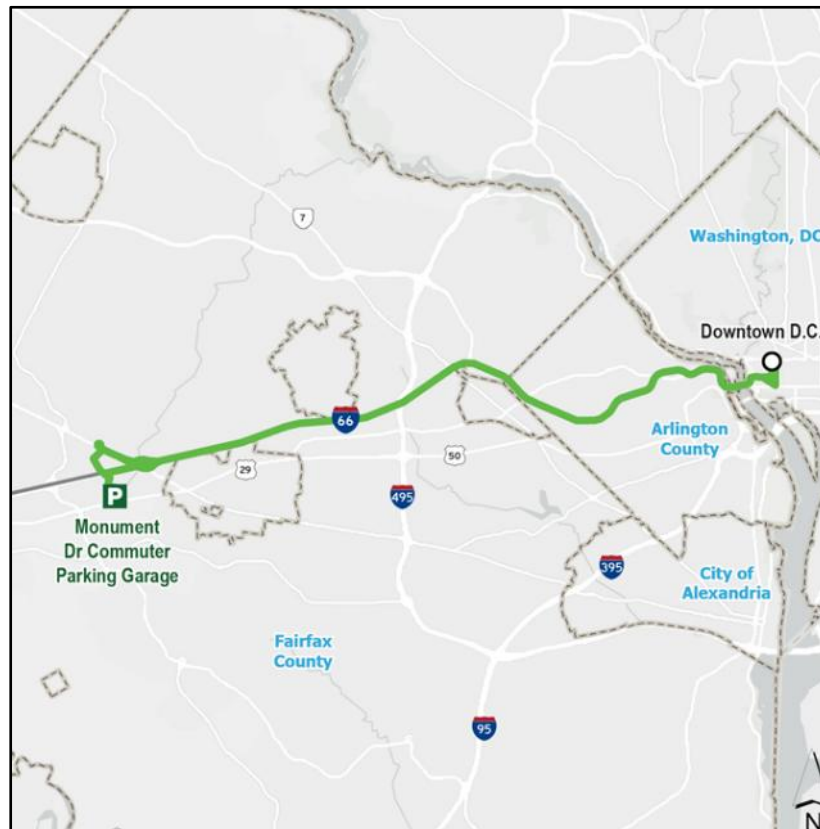 7
Washington, DC
Downtown D.C.
66
Arlington
County
29
50
P
495
Monument
Dr Commuter
Parking Garage
395
City of
Alexandria
Fairfax
County
95
N